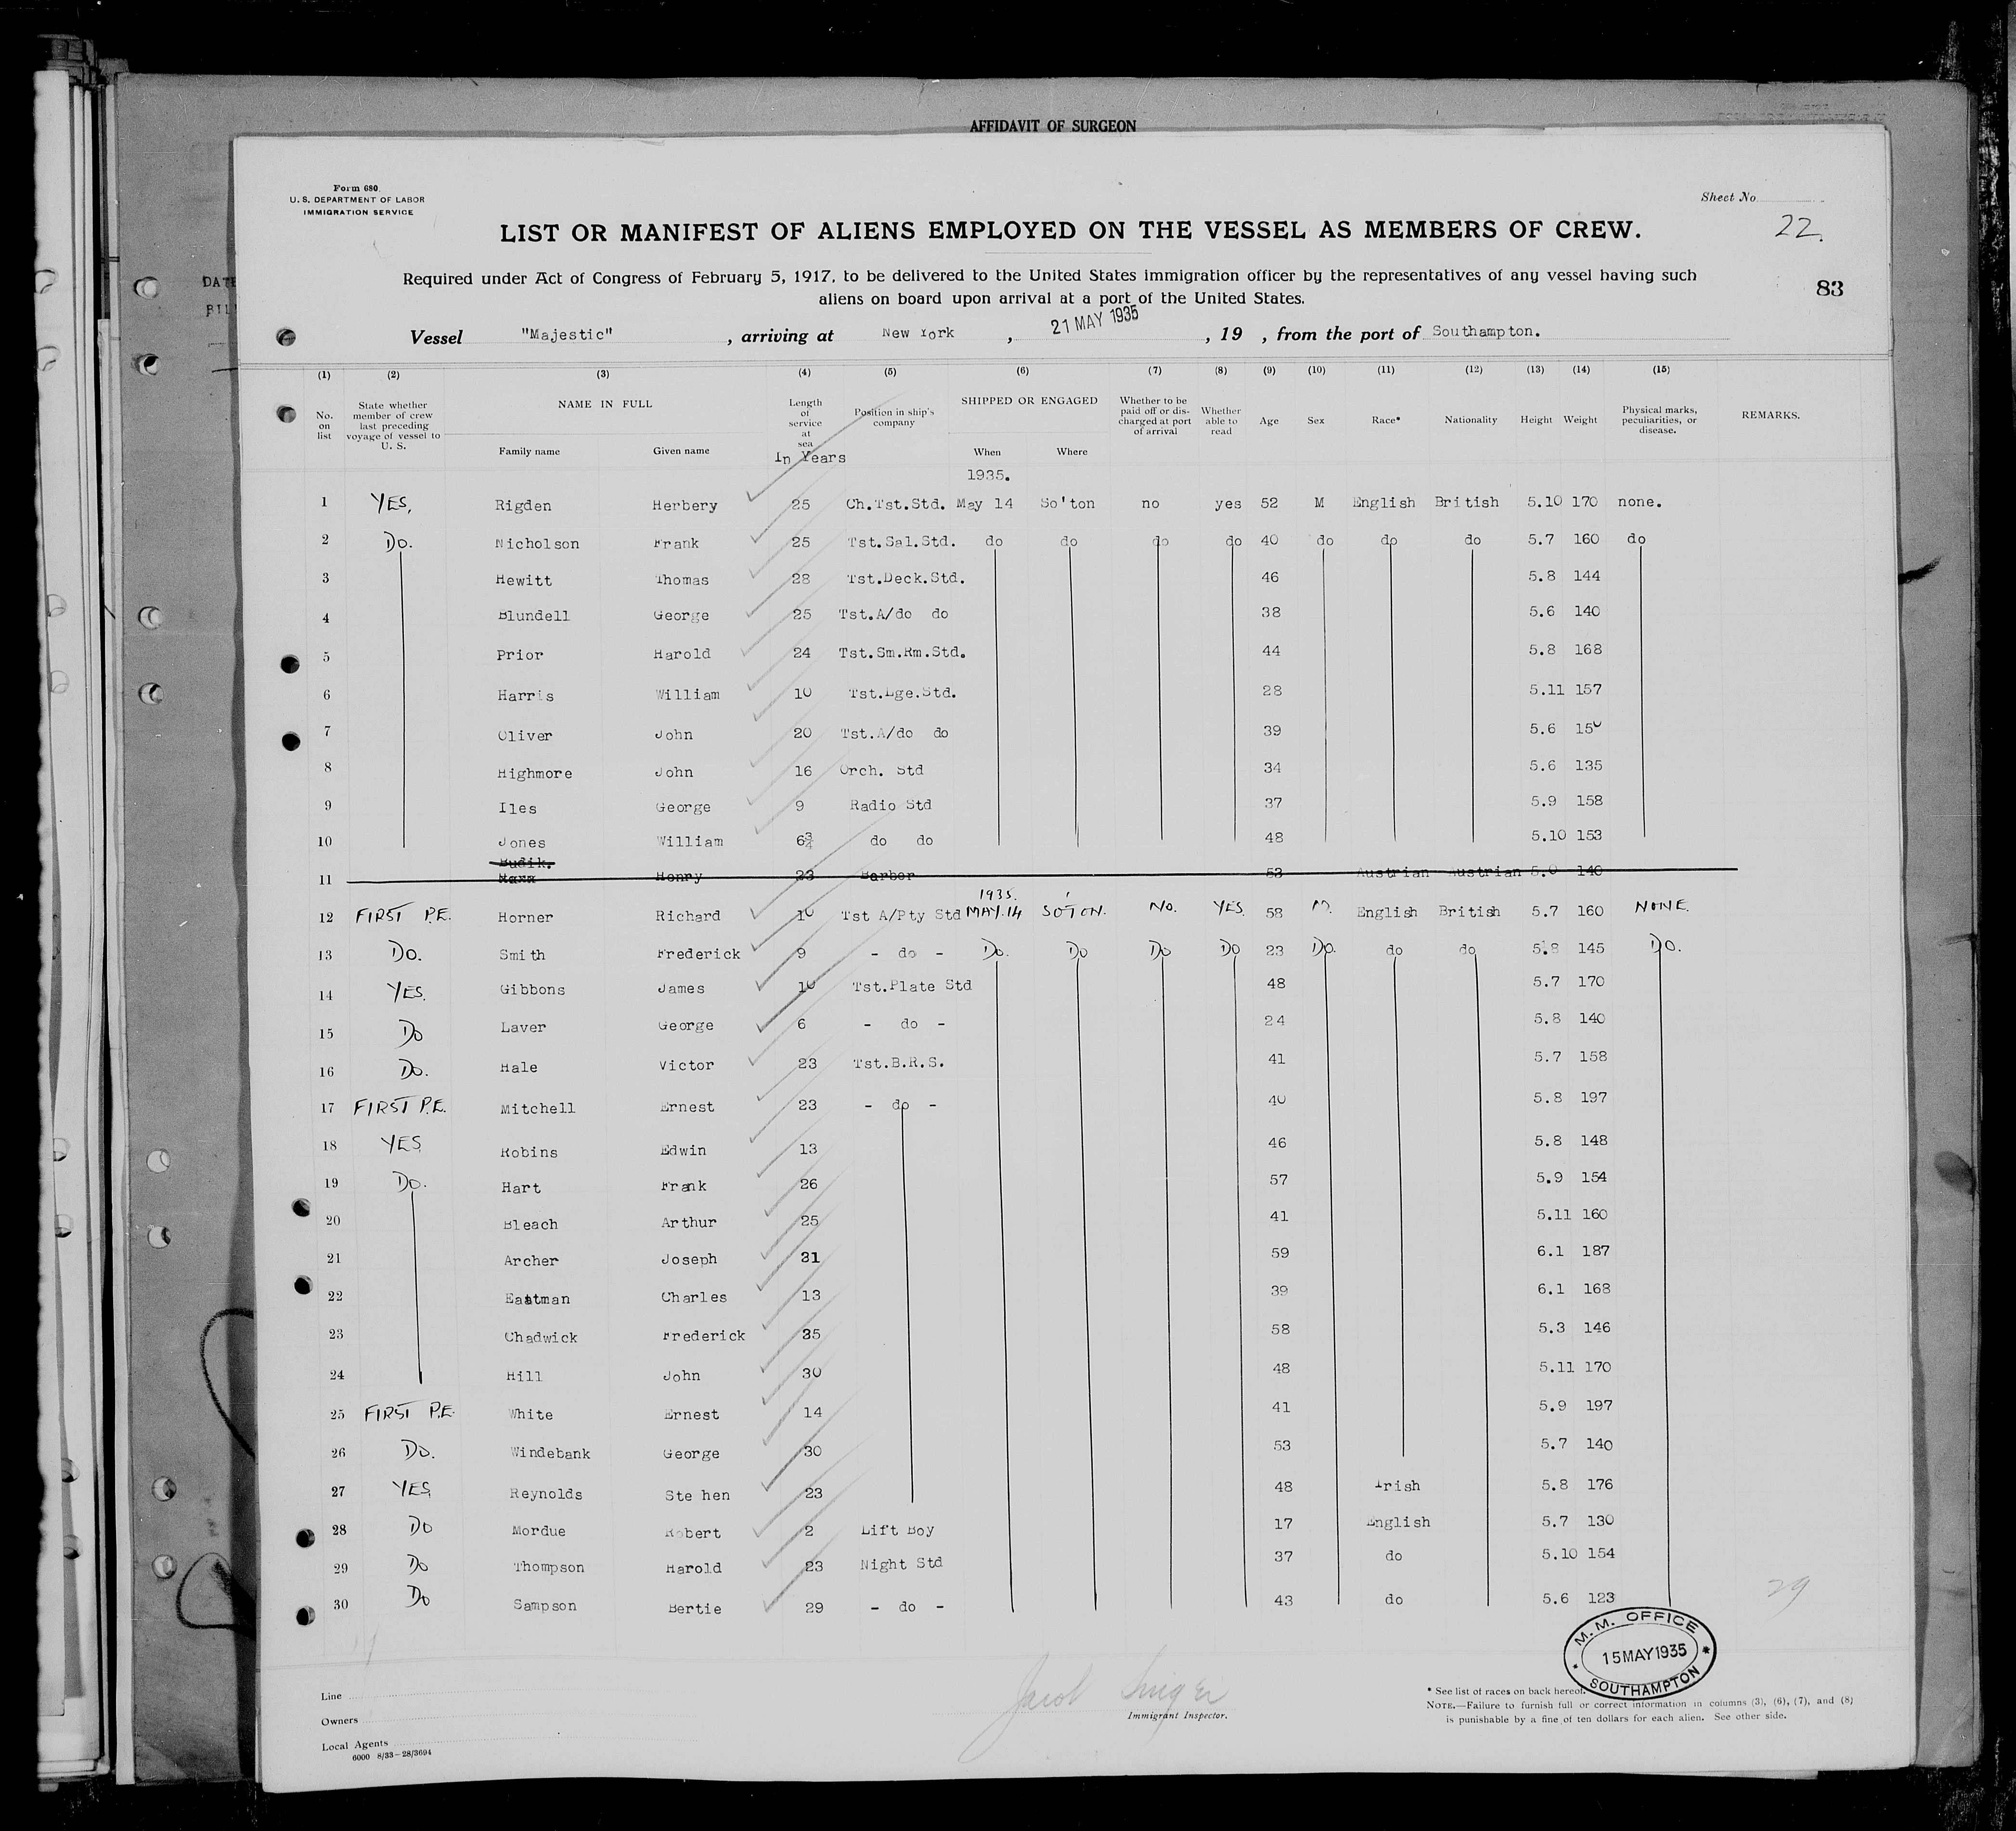 AFFIDAVIT OF SURGEON
Form 680.
U. S. DEPARTMENT OF LABOR
IMMIGRATION SERVICE
Sheet No
22.
LIST OR MANIFEST OF ALIENS EMPLOYED ON THE VESSEL AS MEMBERS OF CREW.
Required under Act of Congress of February 5, 1917, to be delivered to the United States immigration officer by the representatives of any vessel having such
aliens on board upon arrival at a port of the United States.
83
Vessel "Majestic" , arriving at New York , 21 MAY 1935 , 19 , from the port of Southampton.
(1) (2) (3) (4) (5) (6) (7) (8) (9) (10) (11) (12) (13) (14) (15)
No. on list State whether member of crew last preceding voyage of vessel to U. S. NAME IN FULL Length of service at sea Position in ship's company SHIPPED OR ENGAGED Whether to be paid off or discharged at port of arrival Whether able to read Age Sex Race* Nationality Height Weight Physical marks, peculiarities, or disease. REMARKS.
Family name Given name In Years When Where
1935.
1 YES, Rigden Herbery 25 Ch.Tst.Std. May 14 So'ton no yes 52 M English British 5.10 170 none.
2 Do. Nicholson Frank 25 Tst.Sal.Std. do do do do 40 do do do 5.7 160 do
3 Hewitt Thomas 28 Tst.Deck.Std. 46 5.8 144
4 Blundell George 25 Tst.A/do do 38 5.6 140
5 Prior Harold 24 Tst.Sm.Rm.Std. 44 5.8 168
6 Harris William 10 Tst.Lge.Std. 28 5.11 157
7 Oliver John 20 Tst.A/do do 39 5.6 150
8 Highmore John 16 Orch. Std 34 5.6 135
9 Iles George 9 Radio Std 37 5.9 158
10 Jones William 6¾ do do 48 5.10 153
Budik.
11 Henry 23 Barber 53 Austrian Austrian 5.0 140
1935.
12 FIRST P.E. Horner Richard 10 Tst A/Pty Std MAY.14 SO'TON. NO. YES. 58 M. English British 5.7 160 NONE.
13 DO. Smith Frederick 9 - do - Do. Do Do Do 23 Do. do do 5.8 145 DO.
14 YES. Gibbons James 10 Tst.Plate Std 48 5.7 170
15 Do Laver George 6 - do - 24 5.8 140
16 Do. Hale Victor 23 Tst.B.R.S. 41 5.7 158
17 FIRST P.E. Mitchell Ernest 23 - do - 40 5.8 197
18 YES Robins Edwin 13 46 5.8 148
19 Do. Hart Frank 26 57 5.9 154
20 Bleach Arthur 25 41 5.11 160
21 Archer Joseph 31 59 6.1 187
22 Eastman Charles 13 39 6.1 168
23 Chadwick Frederick 35 58 5.3 146
24 Hill John 30 48 5.11 170
25 FIRST P.E. White Ernest 14 41 5.9 197
26 Do. Windebank George 30 53 5.7 140
27 YES Reynolds Ste hen 23 48 Irish 5.8 176
28 Do Mordue Robert 2 Lift Boy 17 English 5.7 130
29 Do Thompson Harold 23 Night Std 37 do 5.10 154
30 Do Sampson Bertie 29 - do - 43 do 5.6 123
29
M. M. OFFICE
15 MAY 1935
SOUTHAMPTON
Line
Owners
Local Agents
6000 8/33-28/3694
Jacob Singer
Immigrant Inspector.
* See list of races on back hereof.
NOTE.—Failure to furnish full or correct information in columns (3), (6), (7), and (8)
is punishable by a fine of ten dollars for each alien. See other side.